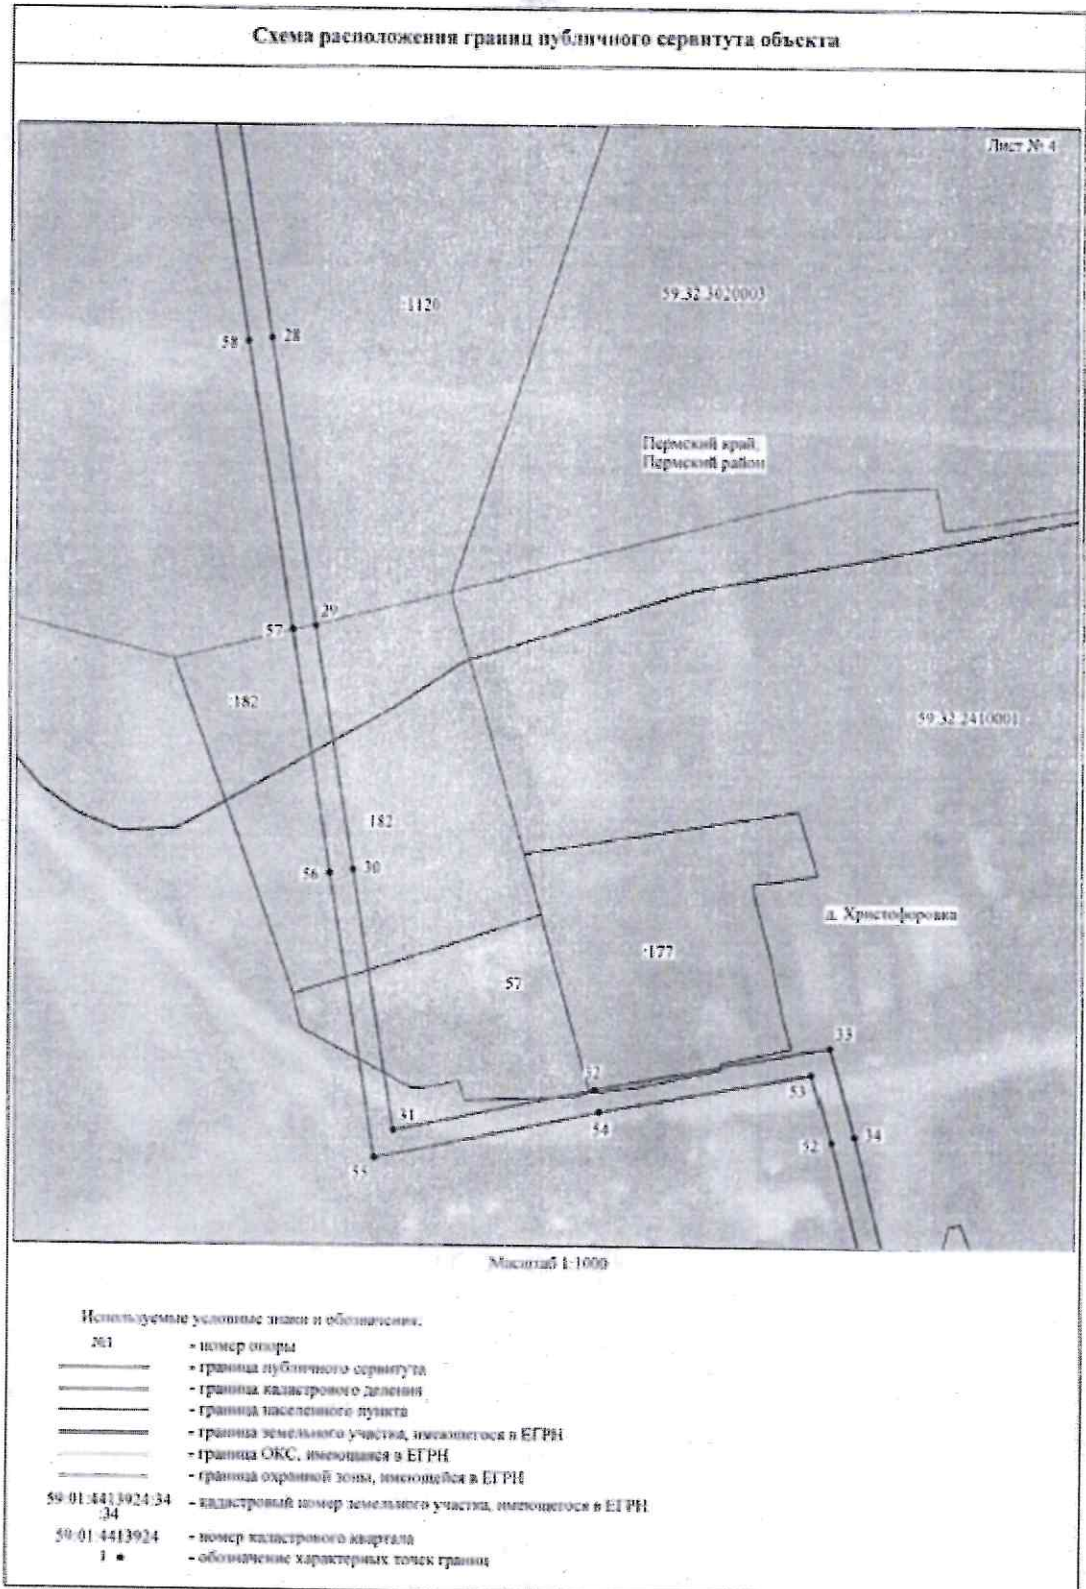 Схема расположения границ публичного сервитута объекта
Лист № 4
:1120
59:32:3620003
58
28
Пермский край,
Пермский район
29
57
:182
59:32:2410001
:182
56
30
д. Христофоровка
:177
:57
33
32
53
31
54
52
34
55
Масштаб 1:1000
Используемые условные знаки и обозначения:
№1 - номер опоры
- граница публичного сервитута
- граница кадастрового деления
- граница населенного пункта
- граница земельного участка, имеющегося в ЕГРН
- граница ОКС, имеющаяся в ЕГРН
- граница охранной зоны, имеющейся в ЕГРН
59:01:4413924:34 - кадастровый номер земельного участка, имеющегося в ЕГРН
:34
59:01:4413924 - номер кадастрового квартала
1 • - обозначение характерных точек границ